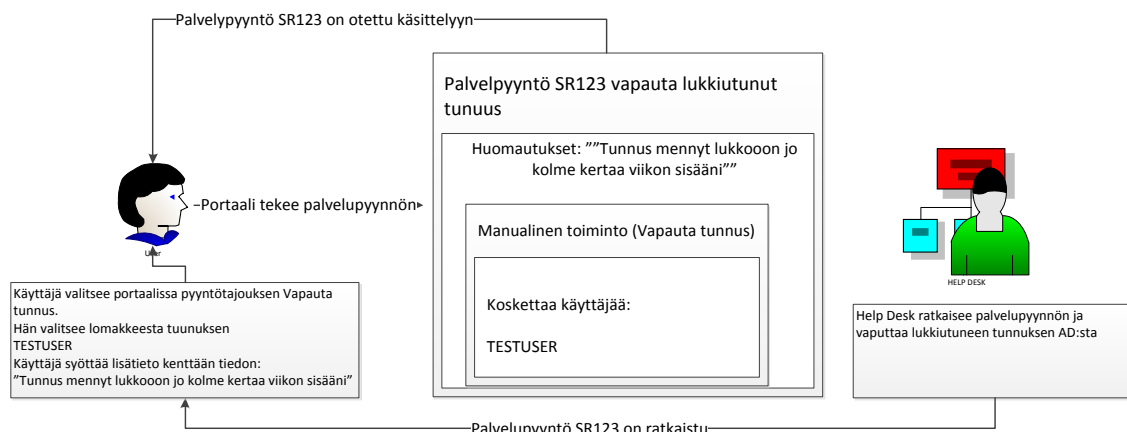 Palvelypyyntö SR123 on otettu käsittelyyn
Palvelpyyntö SR123 vapauta lukkiutunut
tunuus
Huomautukset: ””Tunnus mennyt lukkooon jo
kolme kertaa viikon sisääni””
Portaali tekee palvelupyynnön
Manualinen toiminto (Vapauta tunnus)
Koskettaa käyttäjää:
TESTUSER
User
HELP DESK
Käyttäjä valitsee portaalissa pyyntötajouksen Vapauta
tunnus.
Hän valitsee lomakkeesta tuunuksen
TESTUSER
Käyttäjä syöttää lisätieto kenttään tiedon:
”Tunnus mennyt lukkooon jo kolme kertaa viikon sisääni”
Help Desk ratkaisee palvelupyynnön ja
vaputtaa lukkiutuneen tunnuksen AD:sta
Palvelupyyntö SR123 on ratkaistu